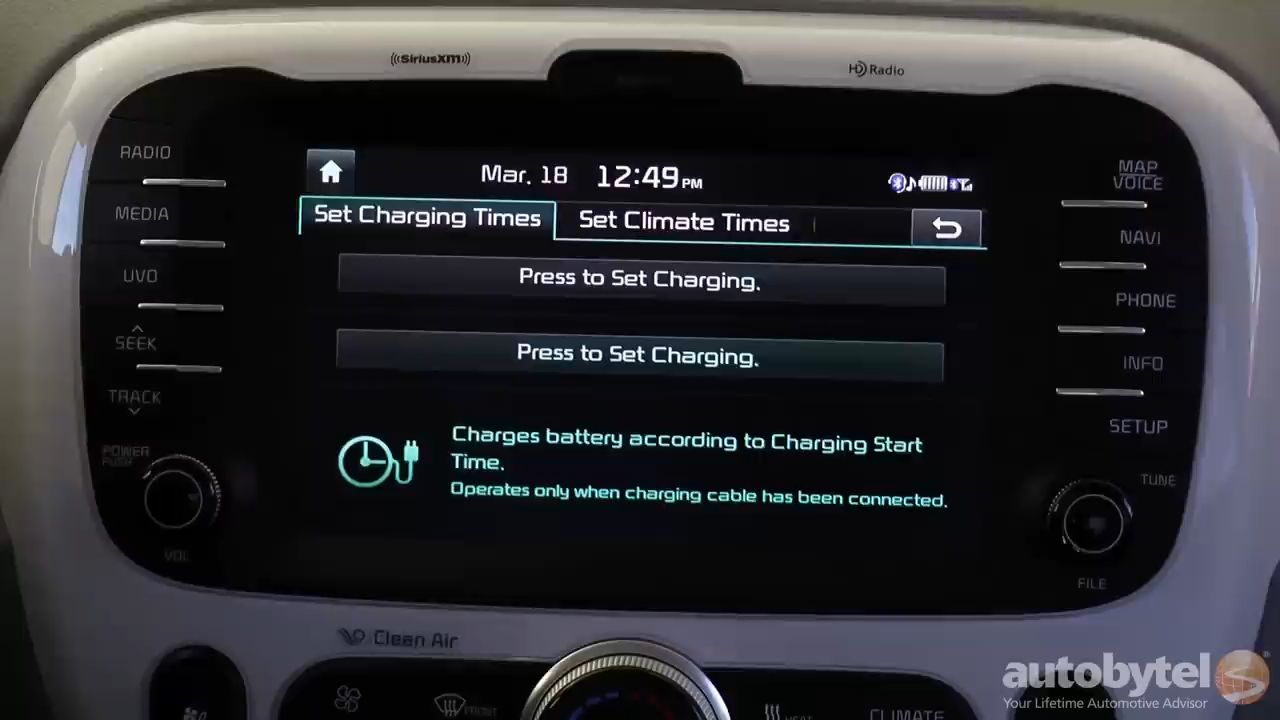 ((SiriusXM))
HD Radio
RADIO
MEDIA
UVO
SEEK
TRACK
POWER
PUSH
VOL
Mar. 18 12:49 PM
Set Charging Times
Set Climate Times
Press to Set Charging.
Press to Set Charging.
Charges battery according to Charging Start
Time.
Operates only when charging cable has been connected.
MAP
VOICE
NAVI
PHONE
INFO
SETUP
TUNE
FILE
Clean Air
FRONT
HEAT
CLIMATE
autobytel
Your Lifetime Automotive Advisor